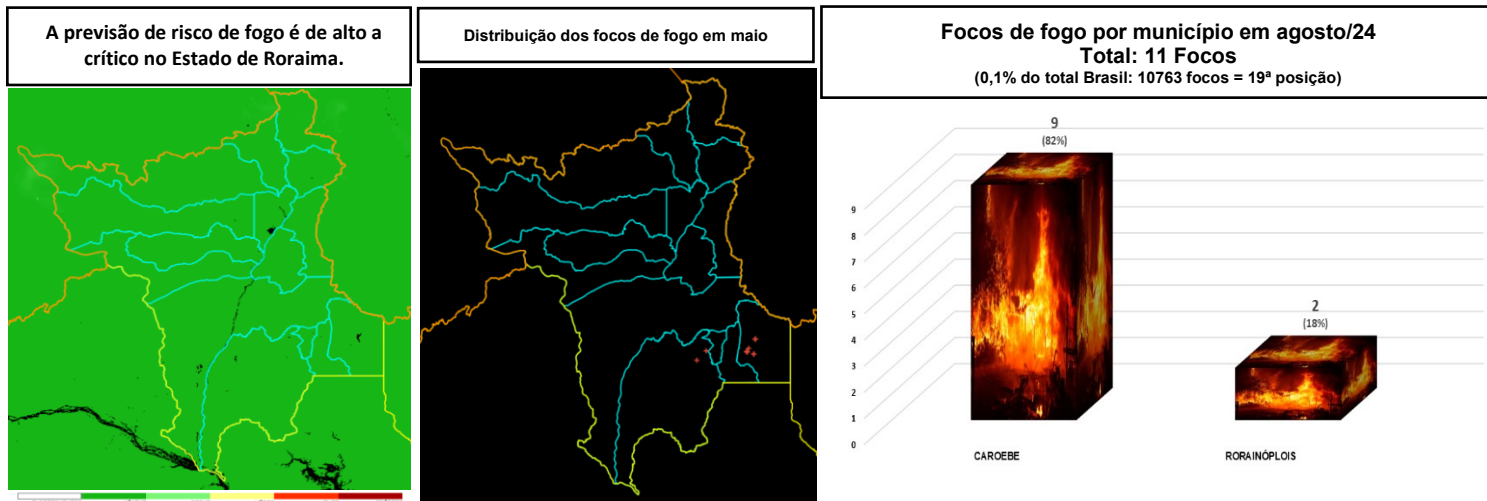 A previsão de risco de fogo é de alto a
crítico no Estado de Roraima.
Distribuição dos focos de fogo em maio
Focos de fogo por município em agosto/24
Total: 11 Focos
(0,1% do total Brasil: 10763 focos = 19ª posição)
9
(82%)
2
(18%)
9
8
7
6
5
4
3
2
1
0
CAROEBE
RORAINÓPLOIS